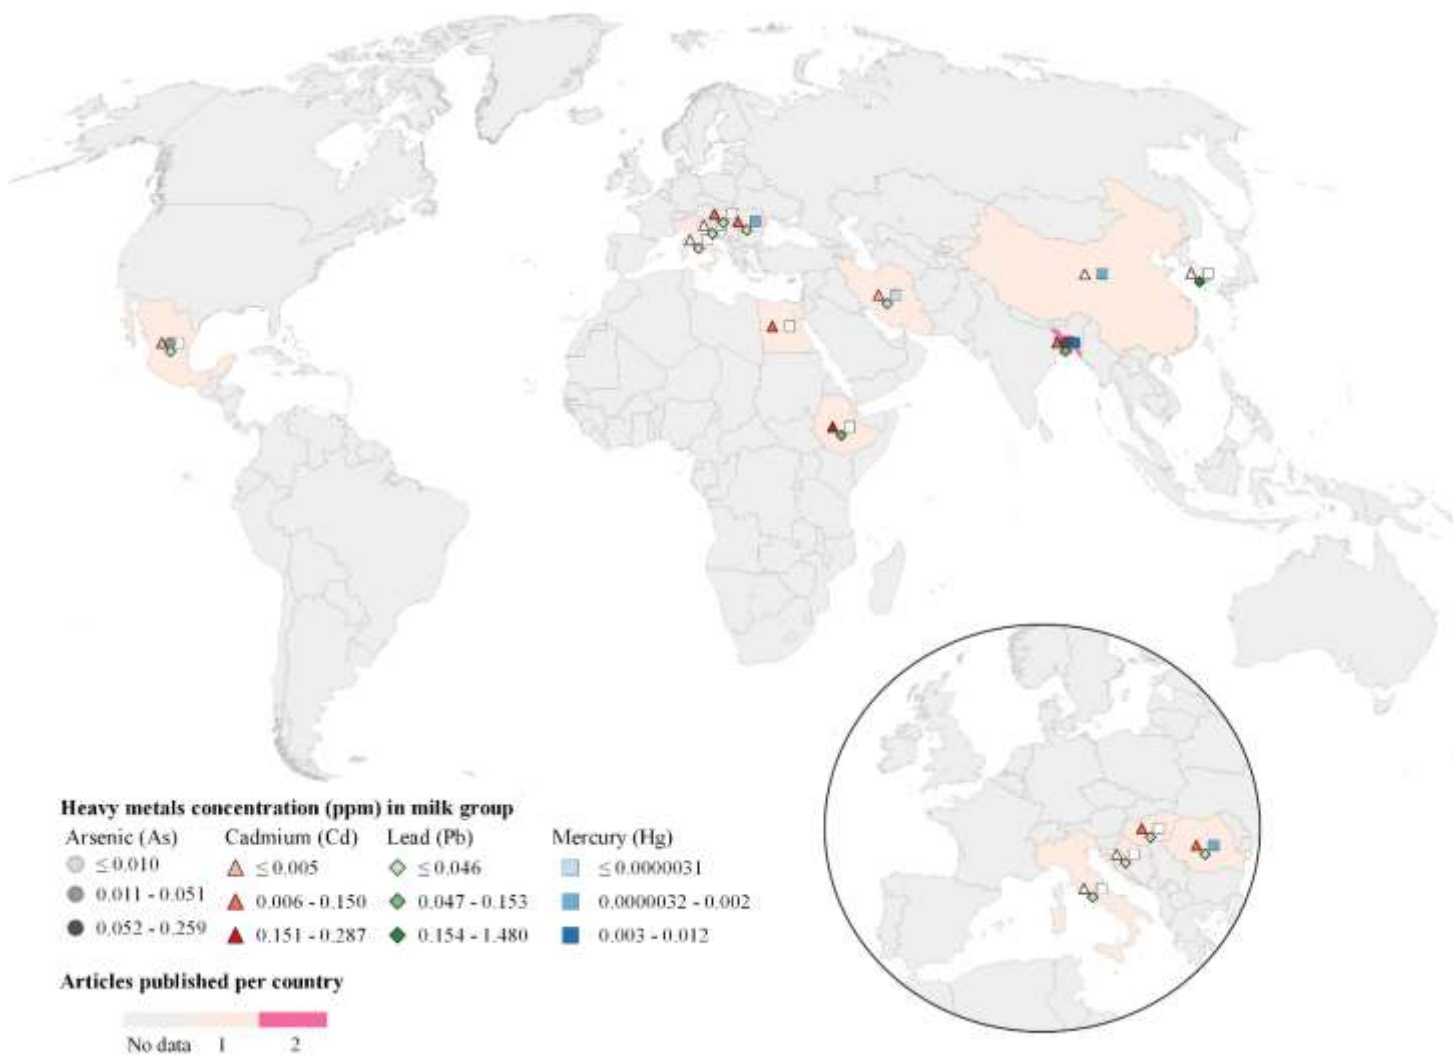 Heavy metals concentration (ppm) in milk group
Arsenic (As) Cadmium (Cd) Lead (Pb) Mercury (Hg)
≤ 0.010 ≤ 0.005 ≤ 0.046 ≤ 0.0000031
0.011 - 0.051 0.006 - 0.150 0.047 - 0.153 0.0000032 - 0.002
0.052 - 0.259 0.151 - 0.287 0.154 - 1.480 0.003 - 0.012
Articles published per country
No data 1 2